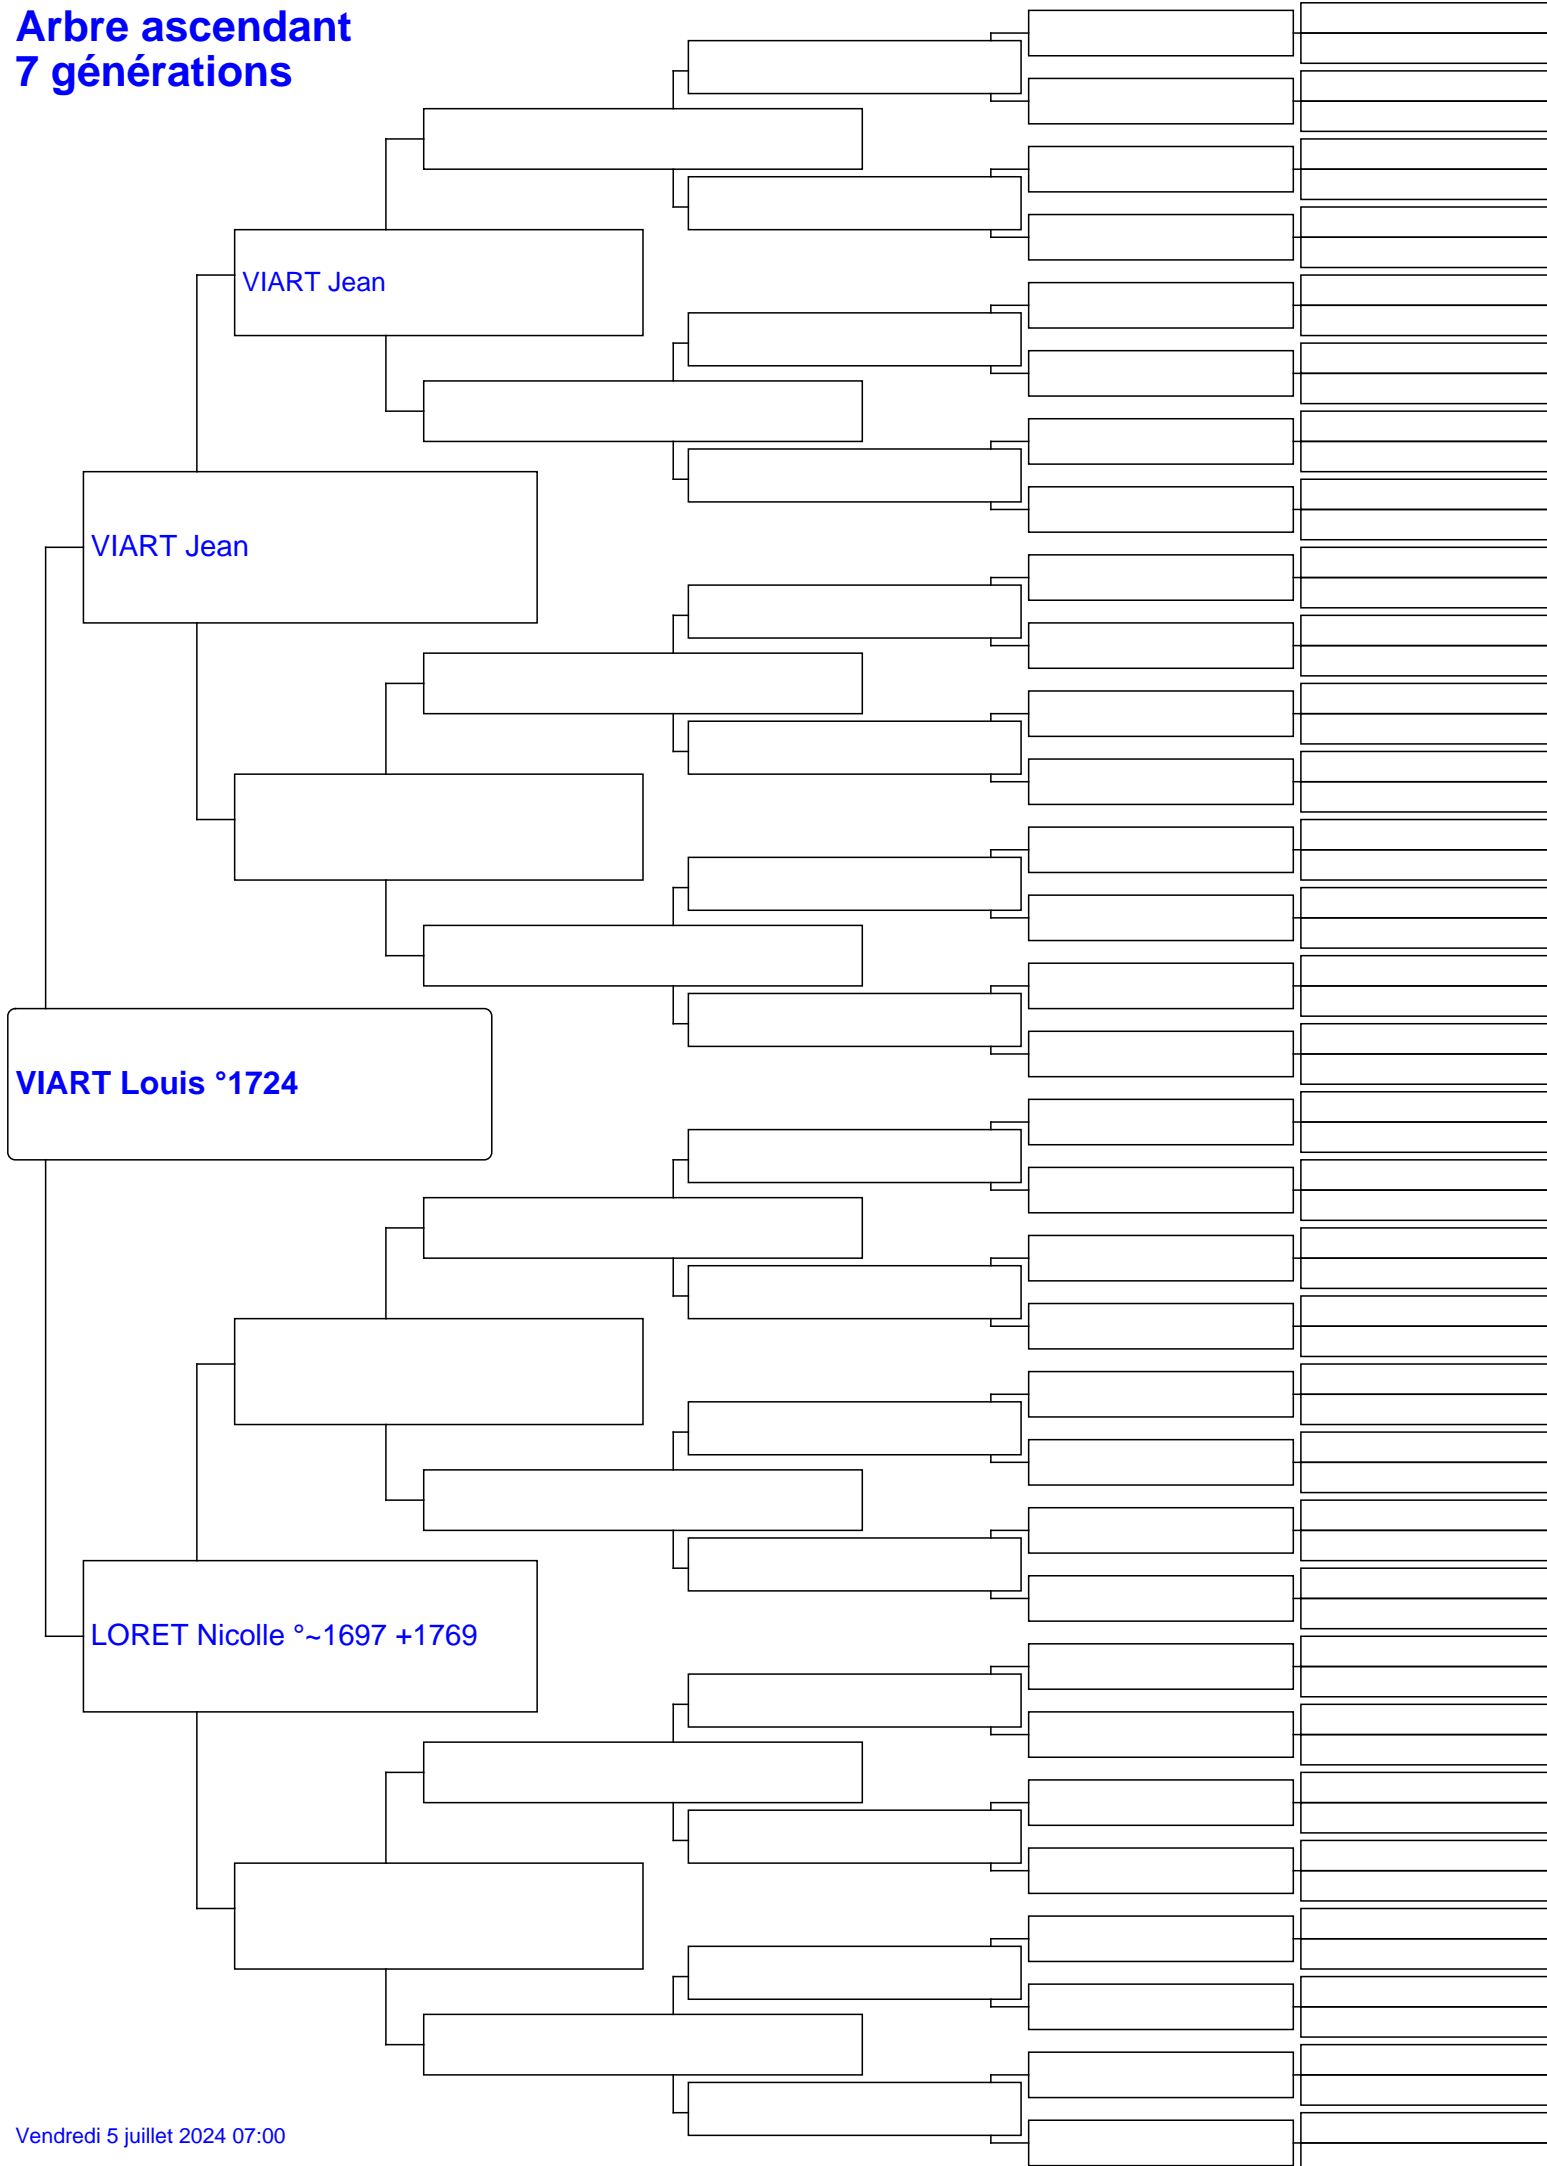 Arbre ascendant
7 générations
VIART Jean
VIART Jean
VIART Louis °1724
LORET Nicolle °~1697 +1769
Vendredi 5 juillet 2024 07:00